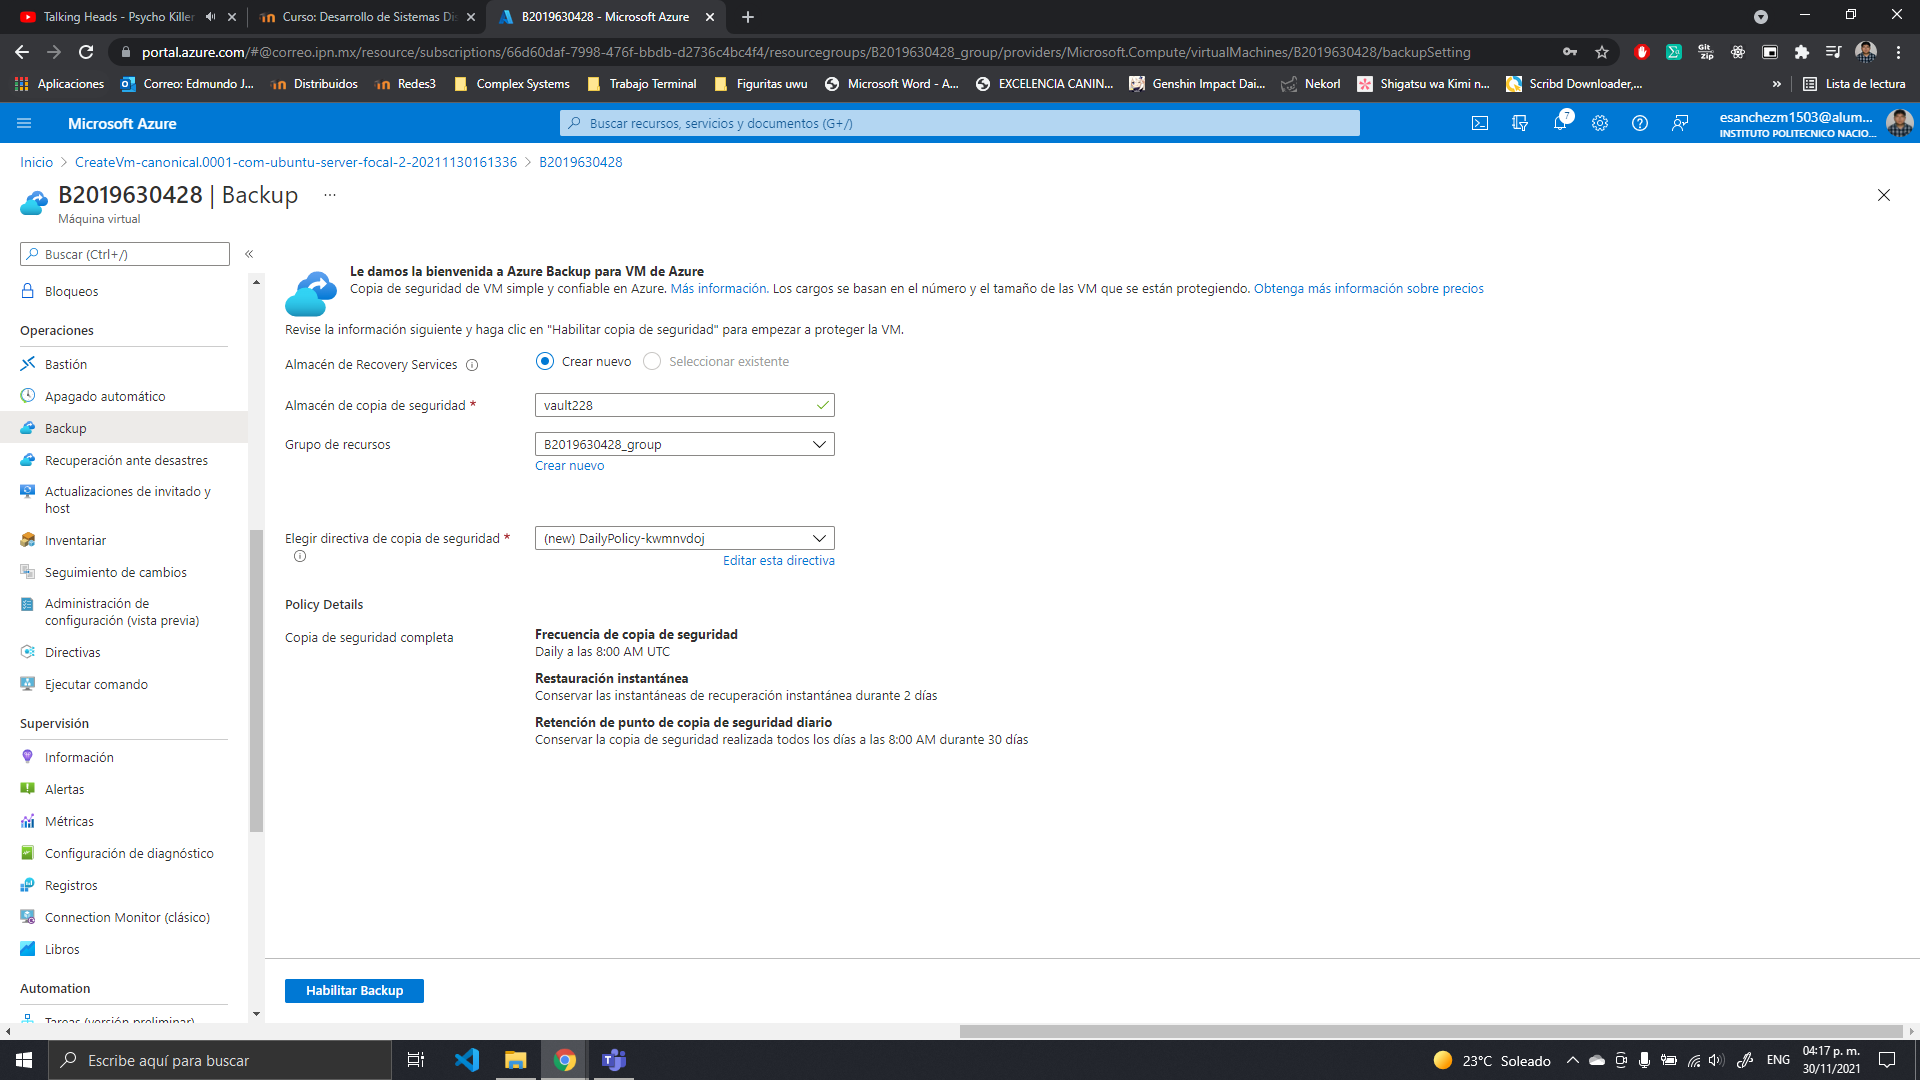 Talking Heads - Psycho Killer
Curso: Desarrollo de Sistemas Dis
B2019630428 - Microsoft Azure
portal.azure.com/#@correo.ipn.mx/resource/subscriptions/66d60daf-7998-476f-bbdb-d2736c4bc4f4/resourcegroups/B2019630428_group/providers/Microsoft.Compute/virtualMachines/B2019630428/backupSetting
Aplicaciones
Correo: Edmundo J...
Distribuidos
Redes3
Complex Systems
Trabajo Terminal
Figuritas uwu
Microsoft Word - A...
EXCELENCIA CANIN...
Genshin Impact Dai...
Nekorl
Shigatsu wa Kimi n...
Scribd Downloader,...
»
Lista de lectura
Microsoft Azure
Buscar recursos, servicios y documentos (G+/)
7
esanchezm1503@alum...
INSTITUTO POLITECNICO NACIO...
Inicio > CreateVm-canonical.0001-com-ubuntu-server-focal-2-20211130161336 > B2019630428
B2019630428 | Backup ...
Máquina virtual
Buscar (Ctrl+/)
«
Bloqueos
Operaciones
Bastión
Apagado automático
Backup
Recuperación ante desastres
Actualizaciones de invitado y
host
Inventariar
Seguimiento de cambios
Administración de
configuración (vista previa)
Directivas
Ejecutar comando
Supervisión
Información
Alertas
Métricas
Configuración de diagnóstico
Registros
Connection Monitor (clásico)
Libros
Automation
Tareas (versión preliminar)
Le damos la bienvenida a Azure Backup para VM de Azure
Copia de seguridad de VM simple y confiable en Azure. Más información. Los cargos se basan en el número y el tamaño de las VM que se están protegiendo. Obtenga más información sobre precios
Revise la información siguiente y haga clic en "Habilitar copia de seguridad" para empezar a proteger la VM.
Almacén de Recovery Services
Crear nuevo
Seleccionar existente
Almacén de copia de seguridad *
vault228
Grupo de recursos
B2019630428_group
Crear nuevo
Elegir directiva de copia de seguridad *
(new) DailyPolicy-kwmnvdoj
Editar esta directiva
Policy Details
Copia de seguridad completa
Frecuencia de copia de seguridad
Daily a las 8:00 AM UTC
Restauración instantánea
Conservar las instantáneas de recuperación instantánea durante 2 días
Retención de punto de copia de seguridad diario
Conservar la copia de seguridad realizada todos los días a las 8:00 AM durante 30 días
Habilitar Backup
Escribe aquí para buscar
23°C Soleado
ENG
04:17 p. m.
30/11/2021